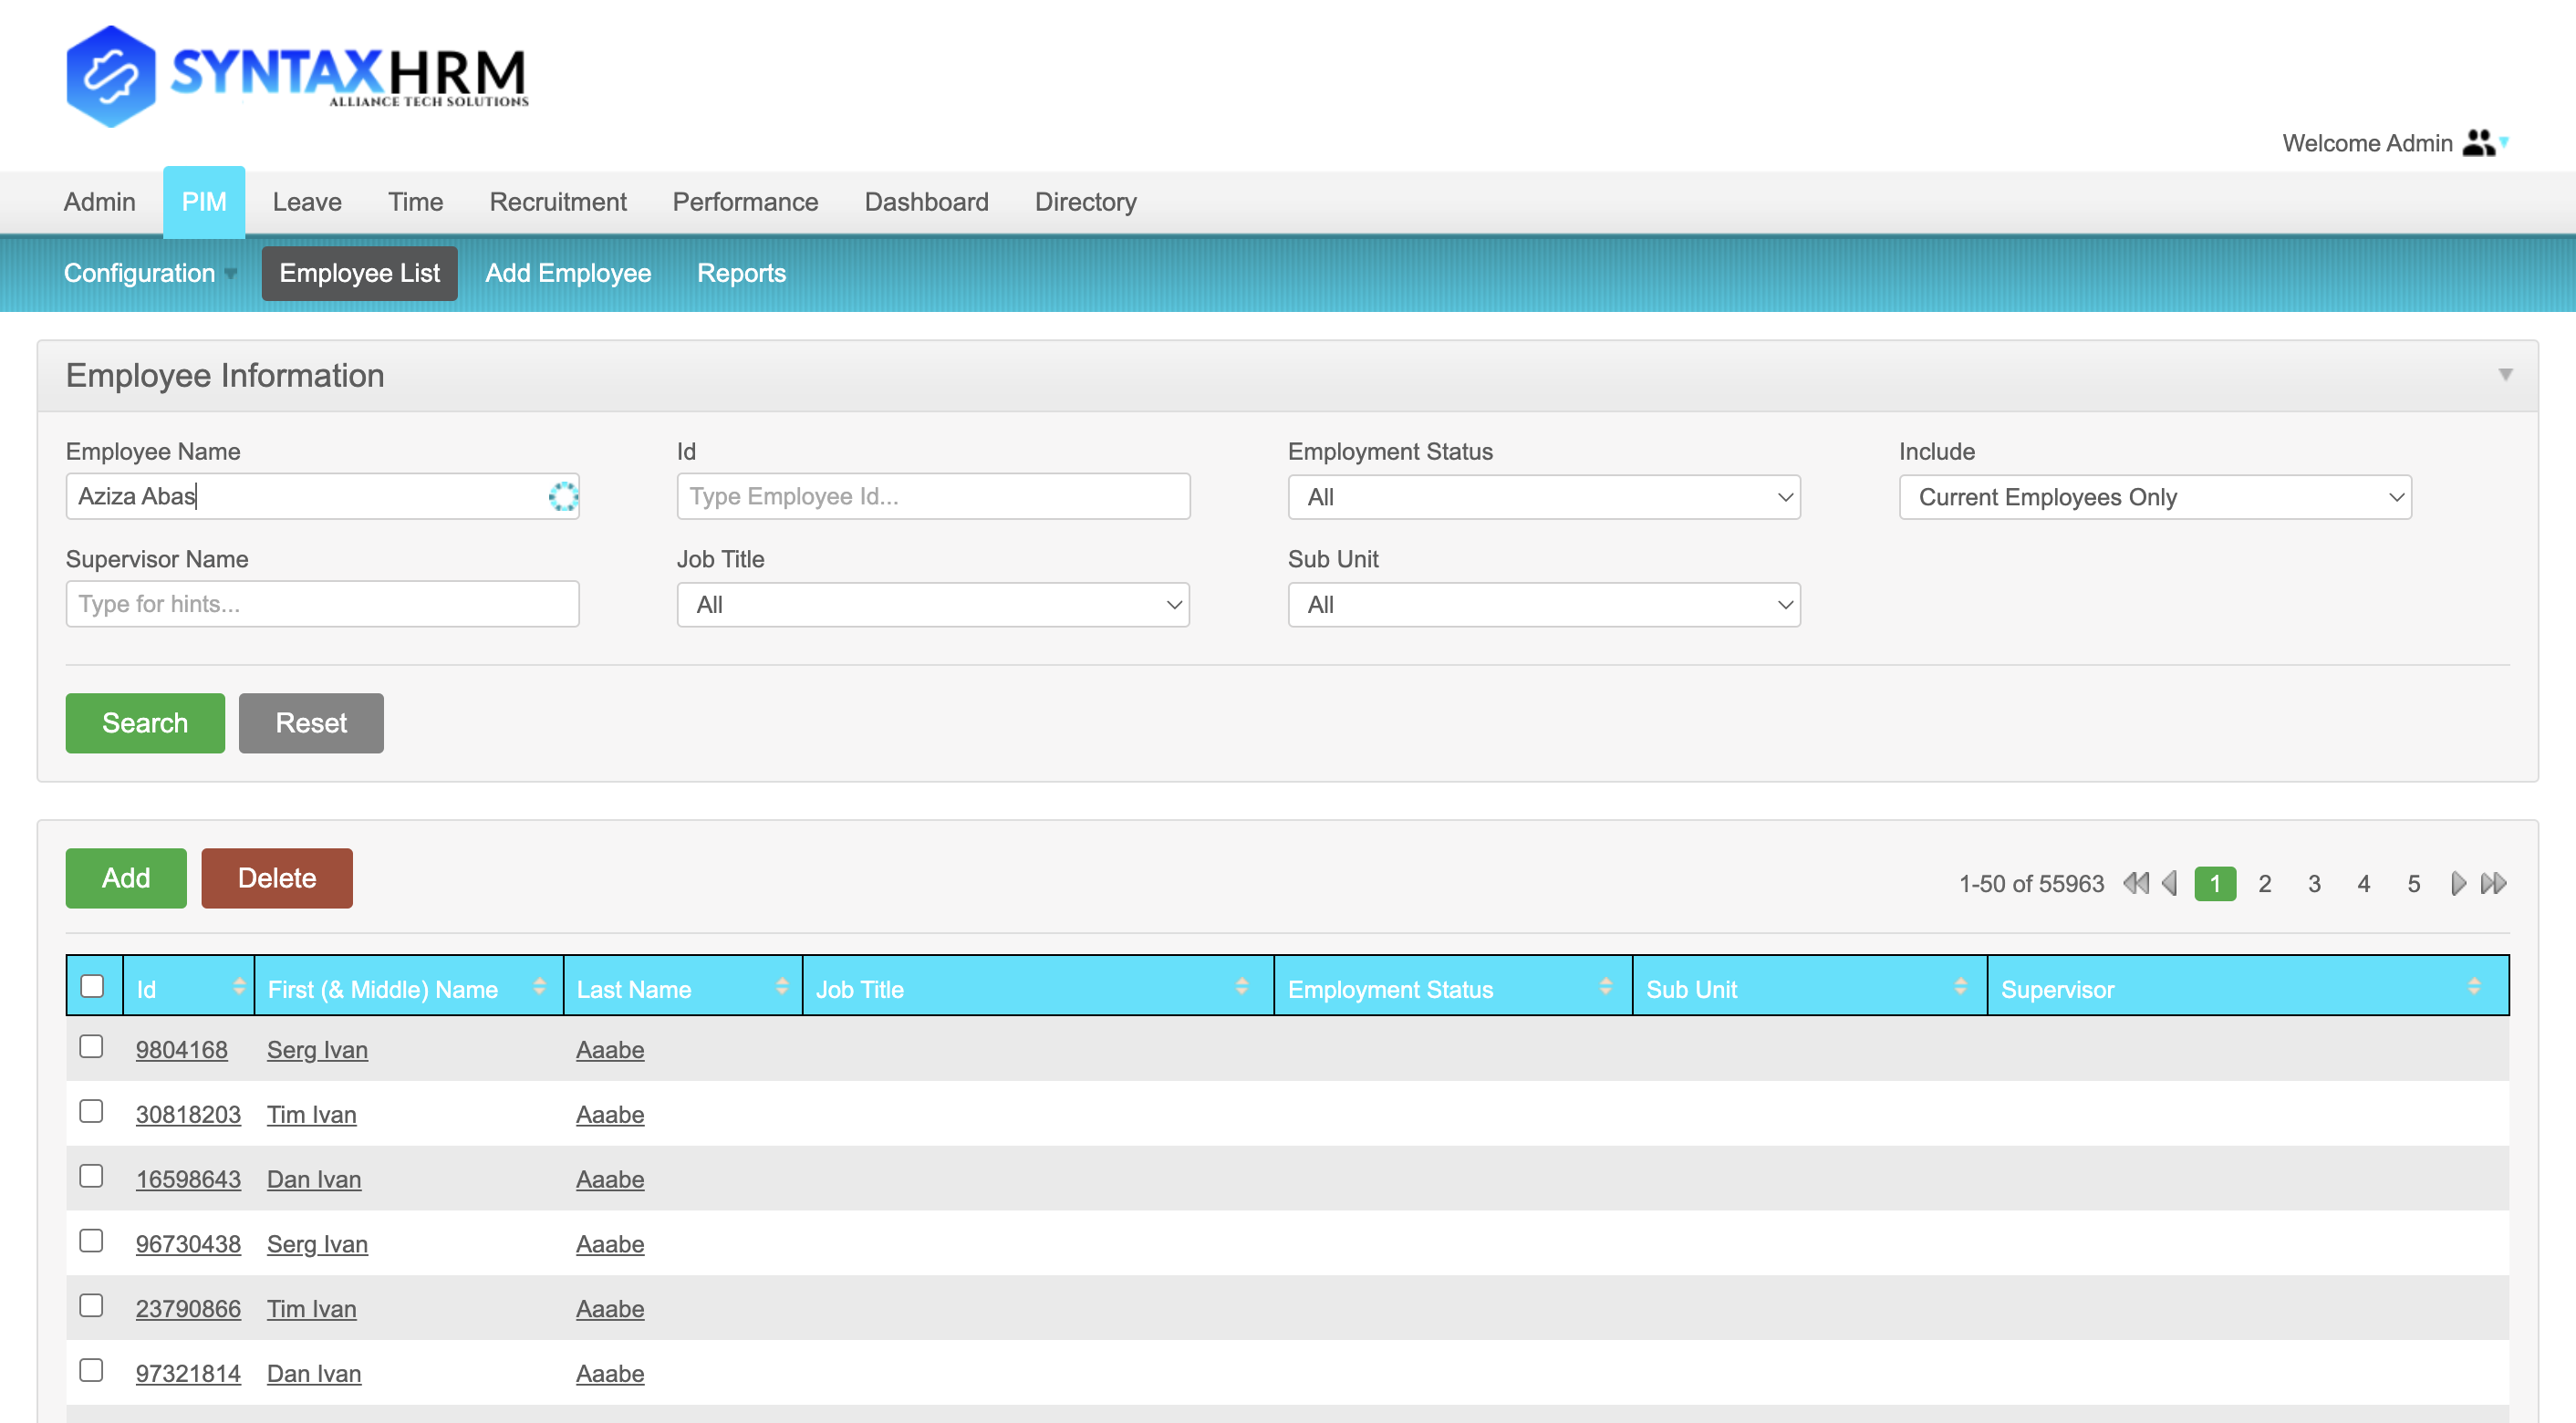 SYNTAXHRM
ALLIANCE TECH SOLUTIONS
Welcome Admin
Admin PIM Leave Time Recruitment Performance Dashboard Directory
Configuration Employee List Add Employee Reports
Employee Information
Employee Name Id Employment Status Include
Aziza Abas Type Employee Id... All Current Employees Only
Supervisor Name Job Title Sub Unit
Type for hints... All All
Search Reset
Add Delete 1-50 of 55963 1 2 3 4 5
Id First (& Middle) Name Last Name Job Title Employment Status Sub Unit Supervisor
9804168 Serg Ivan Aaabe
30818203 Tim Ivan Aaabe
16598643 Dan Ivan Aaabe
96730438 Serg Ivan Aaabe
23790866 Tim Ivan Aaabe
97321814 Dan Ivan Aaabe